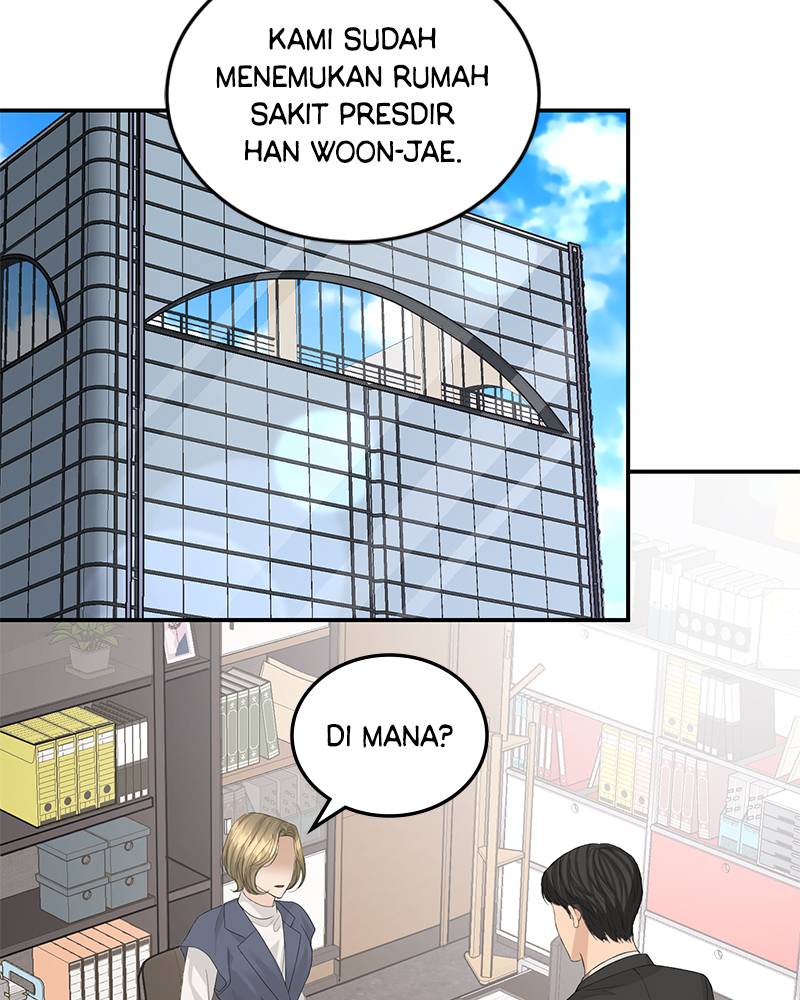 KAMI SUDAH
MENEMUKAN RUMAH
SAKIT PRESDIR
HAN WOON-JAE.
DI MANA?